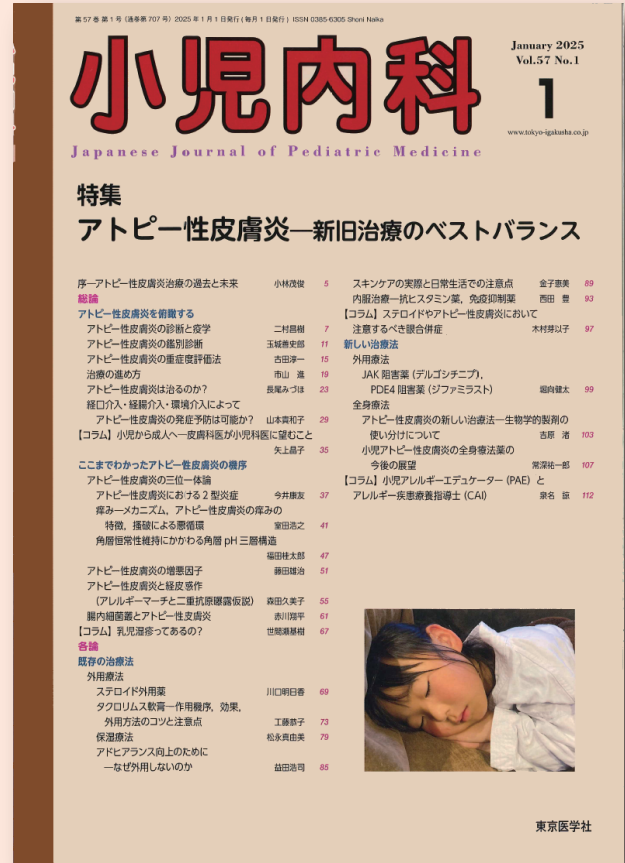 第57巻 第1号(通巻第707号) 2025年1月1日発行(毎月1日発行) ISSN 0385-6305 Shoni Naika
小児内科
Japanese Journal of Pediatric Medicine
January 2025
Vol.57 No.1
1
www.tokyo-igakusha.co.jp
特集
アトピー性皮膚炎―新旧治療のベストバランス
序―アトピー性皮膚炎治療の過去と未来 小林茂俊 5
総論
アトピー性皮膚炎を俯瞰する
アトピー性皮膚炎の診断と疫学 二村昌樹 7
アトピー性皮膚炎の鑑別診断 玉城善史郎 11
アトピー性皮膚炎の重症度評価法 古田淳一 15
治療の進め方 市山 進 19
アトピー性皮膚炎は治るのか? 長尾みづほ 23
経口介入・経腸介入・環境介入によって
アトピー性皮膚炎の発症予防は可能か? 山本貴和子 29
【コラム】小児から成人へ―皮膚科医が小児科医に望むこと
矢上晶子 35
ここまでわかったアトピー性皮膚炎の機序
アトピー性皮膚炎の三位一体論
アトピー性皮膚炎における2型炎症 今井康友 37
痒み―メカニズム,アトピー性皮膚炎の痒みの
特徴,掻破による悪循環 室田浩之 41
角層恒常性維持にかかわる角層pH三層構造
福田桂太郎 47
アトピー性皮膚炎の増悪因子 藤田雄治 51
アトピー性皮膚炎と経皮感作
(アレルギーマーチと二重抗原曝露仮説) 森田久美子 55
腸内細菌叢とアトピー性皮膚炎 赤川翔平 61
【コラム】乳児湿疹ってあるの? 世間瀬基樹 67
各論
既存の治療法
外用療法
ステロイド外用薬 川口明日香 69
タクロリムス軟膏―作用機序,効果,
外用方法のコツと注意点 工藤恭子 73
保湿療法 松永真由美 79
アドヒアランス向上のために
―なぜ外用しないのか 益田浩司 85
スキンケアの実際と日常生活での注意点 金子恵美 89
内服治療―抗ヒスタミン薬,免疫抑制薬 西田 豊 93
【コラム】ステロイドやアトピー性皮膚炎において
注意するべき眼合併症 木村芽以子 97
新しい治療法
外用療法
JAK阻害薬(デルゴシチニブ),
PDE4阻害薬(ジファミラスト) 堀向健太 99
全身療法
アトピー性皮膚炎の新しい治療法―生物学的製剤の
使い分けについて 吉原 渚 103
小児アトピー性皮膚炎の全身療法薬の
今後の展望 常深祐一郎 107
【コラム】小児アレルギーエデュケーター(PAE)と
アレルギー疾患療養指導士(CAI) 泉名 諒 112
東京医学社